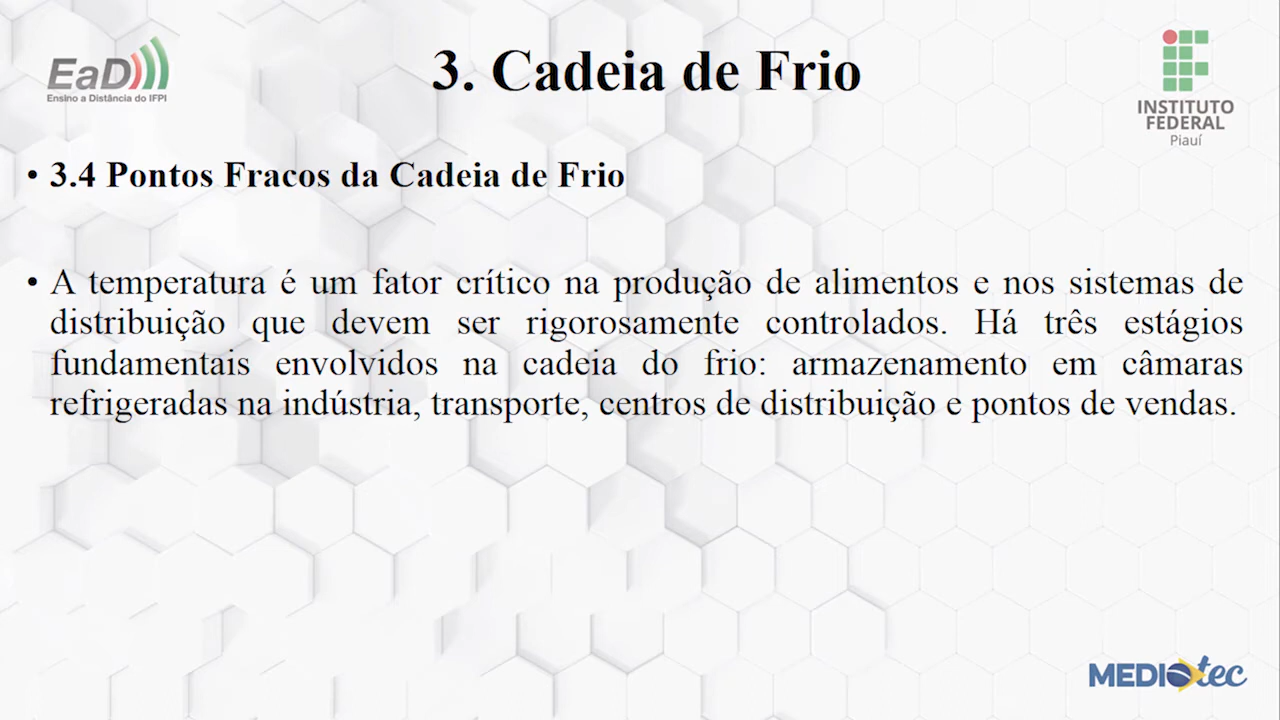 EaD
Ensino a Distância do IFPI
3. Cadeia de Frio
INSTITUTO
FEDERAL
Piauí
• 3.4 Pontos Fracos da Cadeia de Frio
• A temperatura é um fator crítico na produção de alimentos e nos sistemas de
distribuição que devem ser rigorosamente controlados. Há três estágios
fundamentais envolvidos na cadeia do frio: armazenamento em câmaras
refrigeradas na indústria, transporte, centros de distribuição e pontos de vendas.
MEDIOtec